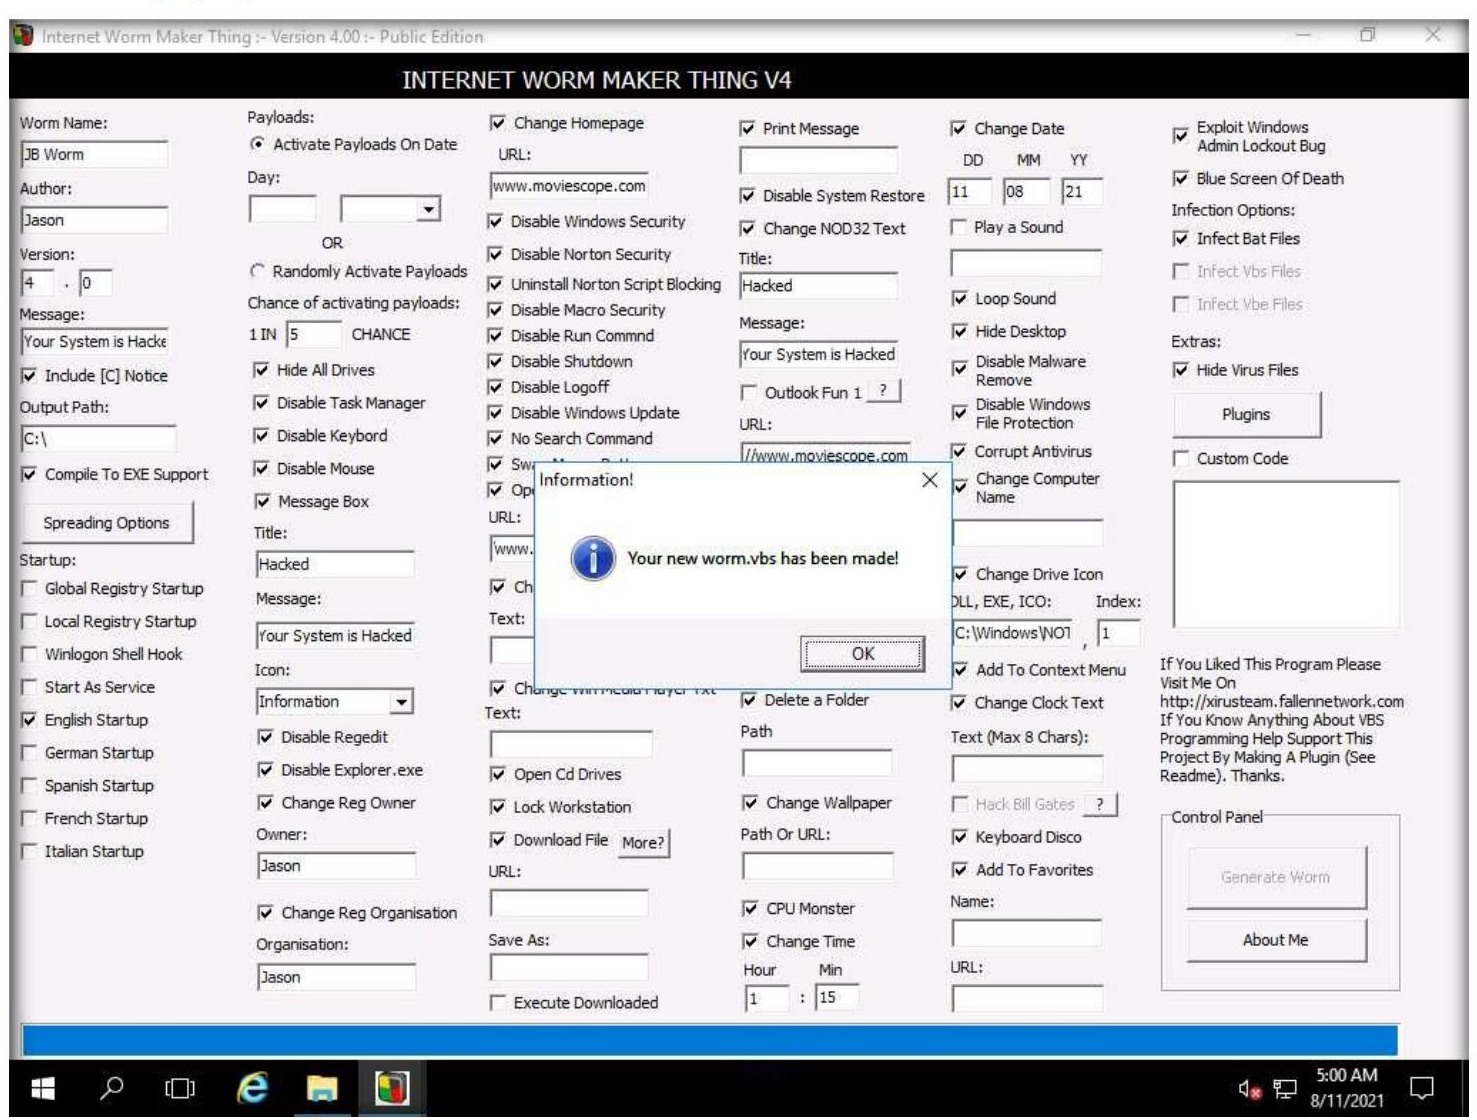 Internet Worm Maker Thing :- Version 4.00 :- Public Edition
INTERNET WORM MAKER THING V4
Worm Name:
JB Worm
Author:
Jason
Version:
4 . 0
Message:
Your System is Hacke
Include [C] Notice
Output Path:
C:\
Compile To EXE Support
Spreading Options
Startup:
Global Registry Startup
Local Registry Startup
Winlogon Shell Hook
Start As Service
English Startup
German Startup
Spanish Startup
French Startup
Italian Startup
Payloads:
Activate Payloads On Date
Day:
OR
Randomly Activate Payloads
Chance of activating payloads:
1 IN 5 CHANCE
Hide All Drives
Disable Task Manager
Disable Keybord
Disable Mouse
Message Box
Title:
Hacked
Message:
Your System is Hacked
Icon:
Information
Disable Regedit
Disable Explorer.exe
Change Reg Owner
Owner:
Jason
Change Reg Organisation
Organisation:
Jason
Change Homepage
URL:
www.moviescope.com
Disable Windows Security
Disable Norton Security
Uninstall Norton Script Blocking
Disable Macro Security
Disable Run Commnd
Disable Shutdown
Disable Logoff
Disable Windows Update
No Search Command
URL:
www.
Text:
Text:
Open Cd Drives
Lock Workstation
Download File More?
URL:
Save As:
Execute Downloaded
Print Message
Disable System Restore
Change NOD32 Text
Title:
Hacked
Message:
Your System is Hacked
Outlook Fun 1 ?
URL:
//www.moviescope.com
Delete a Folder
Path
Change Wallpaper
Path Or URL:
CPU Monster
Change Time
Hour Min
1 : 15
Change Date
DD MM YY
11 08 21
Play a Sound
Loop Sound
Hide Desktop
Disable Malware
Remove
Disable Windows
File Protection
Corrupt Antivirus
Change Computer
Name
Change Drive Icon
DLL, EXE, ICO: Index:
C:\Windows\NOT , 1
Add To Context Menu
Change Clock Text
Text (Max 8 Chars):
Hack Bill Gates ?
Keyboard Disco
Add To Favorites
Name:
URL:
Exploit Windows
Admin Lockout Bug
Blue Screen Of Death
Infection Options:
Infect Bat Files
Infect Vbs Files
Infect Vbe Files
Extras:
Hide Virus Files
Plugins
Custom Code
If You Liked This Program Please
Visit Me On
http://xirusteam.fallennetwork.com
If You Know Anything About VBS
Programming Help Support This
Project By Making A Plugin (See
Readme). Thanks.
Control Panel
Generate Worm
About Me
Information!
Your new worm.vbs has been made!
OK
5:00 AM
8/11/2021